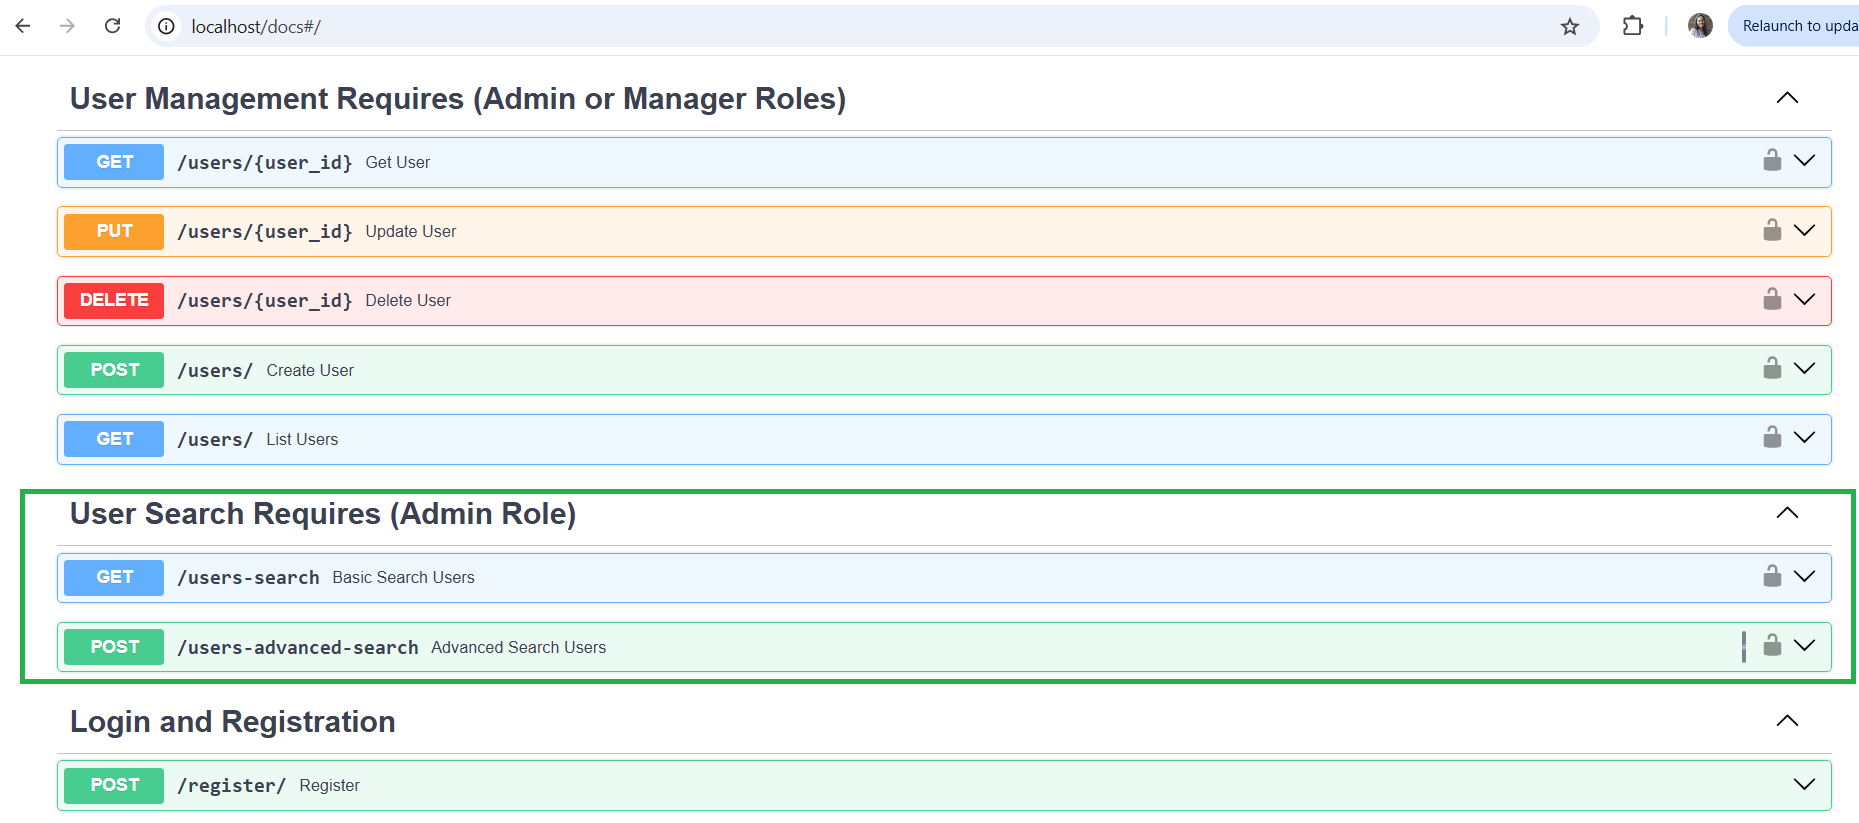 localhost/docs#/
Relaunch to upda
User Management Requires (Admin or Manager Roles)
GET /users/{user_id} Get User
PUT /users/{user_id} Update User
DELETE /users/{user_id} Delete User
POST /users/ Create User
GET /users/ List Users
User Search Requires (Admin Role)
GET /users-search Basic Search Users
POST /users-advanced-search Advanced Search Users
Login and Registration
POST /register/ Register